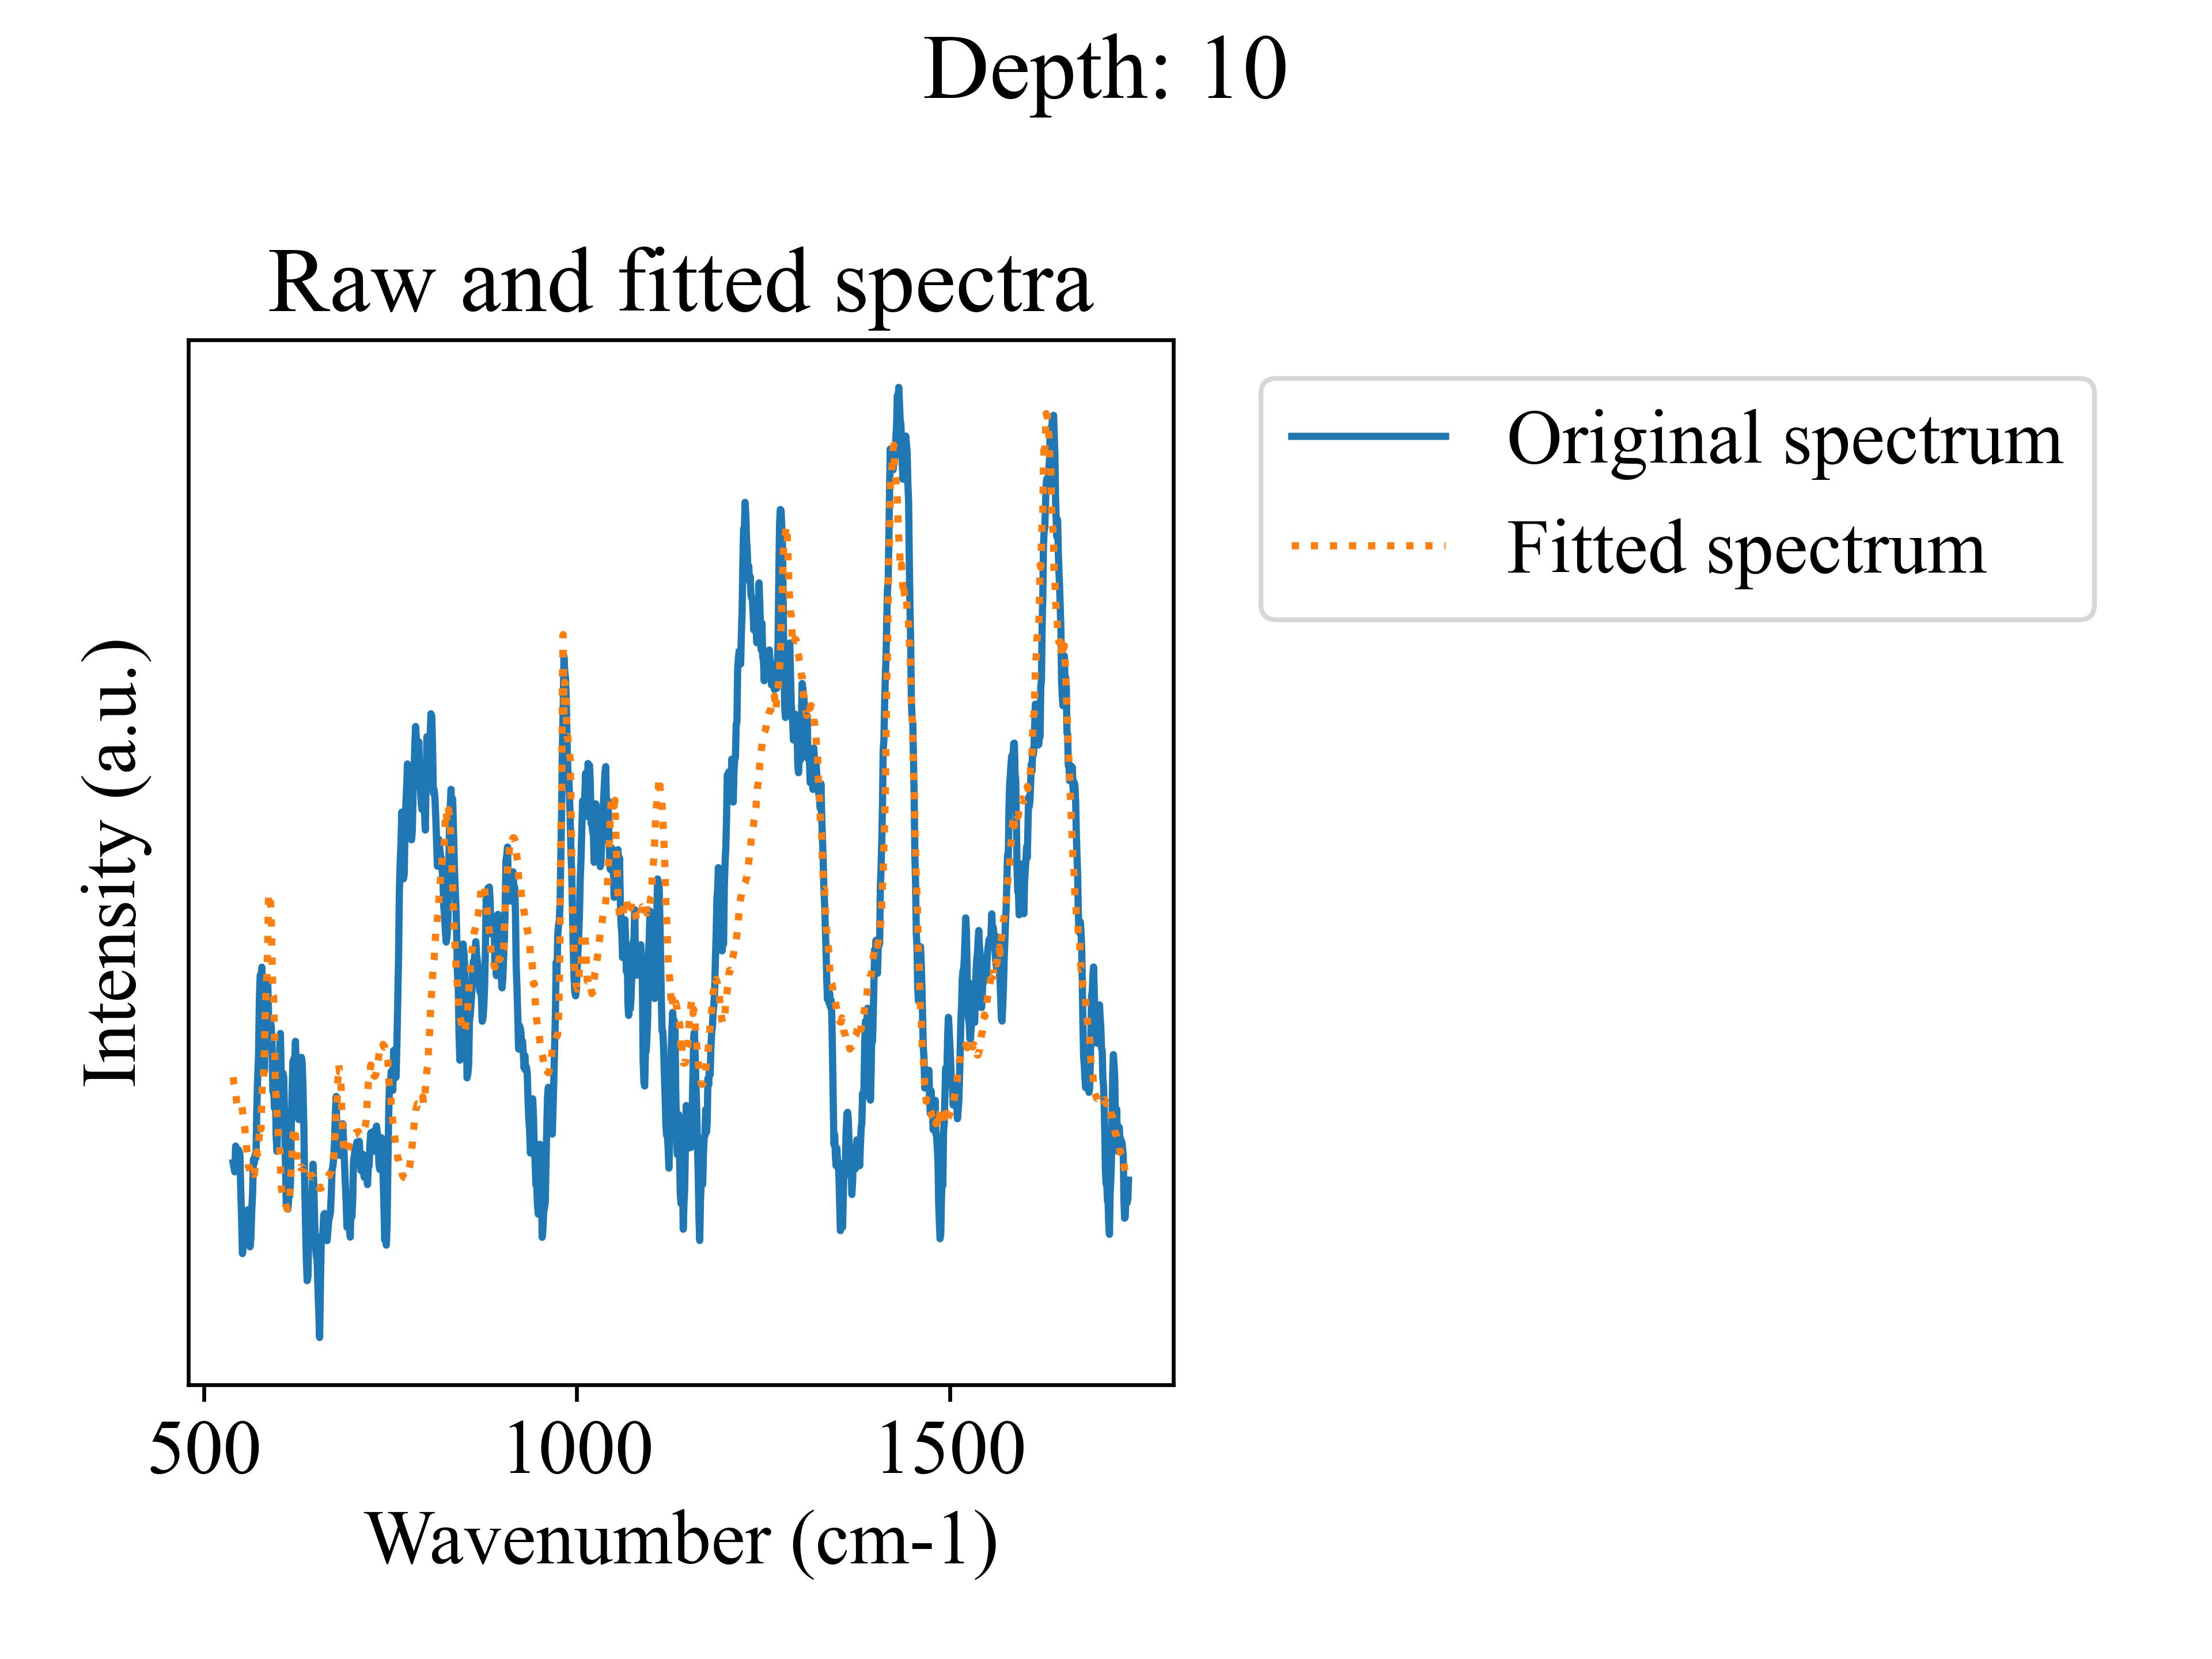 Depth: 10
Raw and fitted spectra
Original spectrum
Fitted spectrum
Intensity (a.u.)
500 1000 1500
Wavenumber (cm-1)